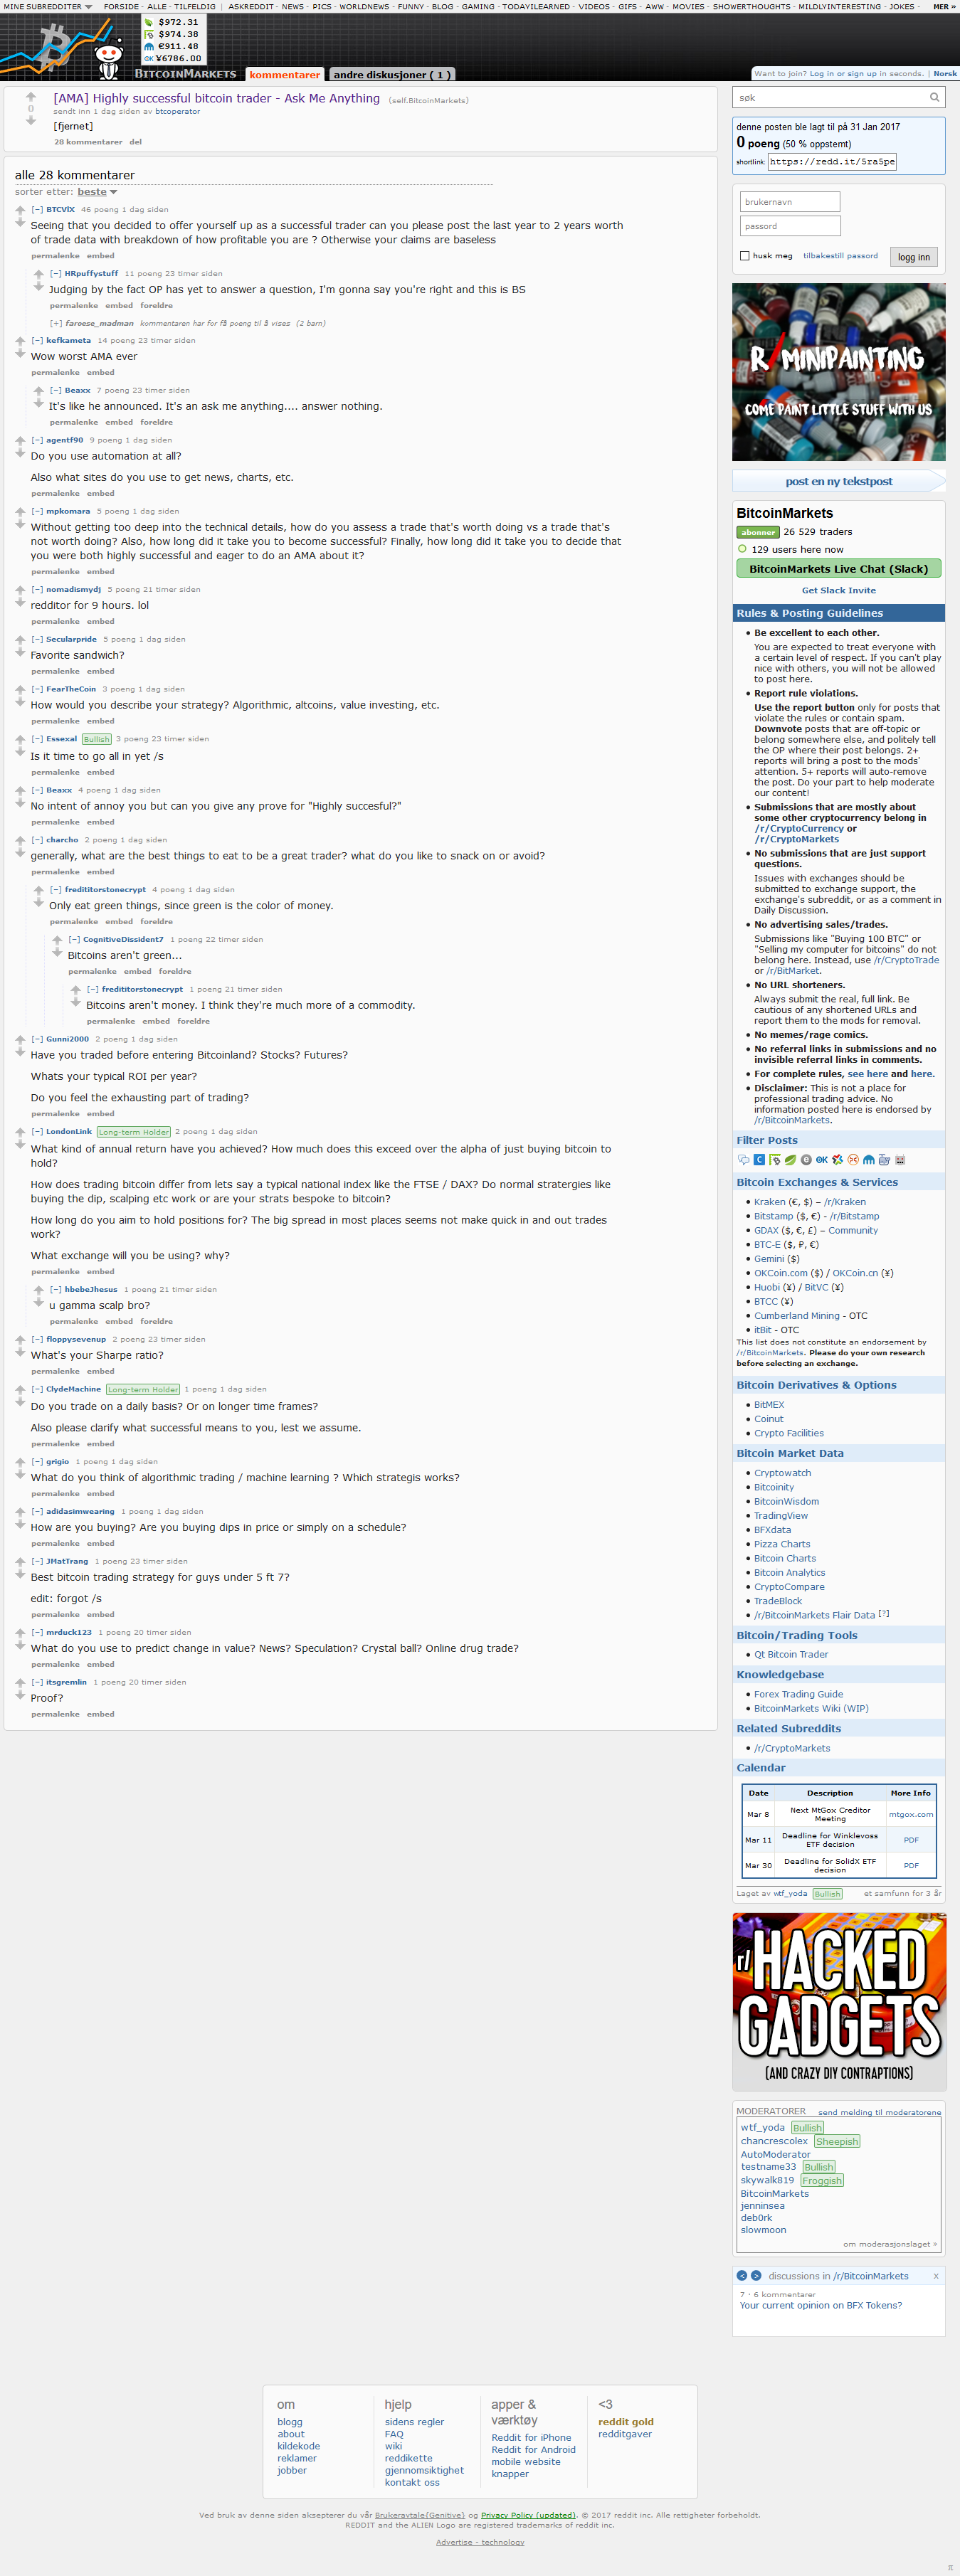 MINE SUBREDDITER
FORSIDE - ALLE - TILFELDIG | ASKREDDIT - NEWS - PICS - WORLDNEWS - FUNNY - BLOG - GAMING - TODAYILEARNED - VIDEOS - GIFS - AWW - MOVIES - SHOWERTHOUGHTS - MILDLYINTERESTING - JOKES -
MER »
$972.31
$974.38
€911.48
OK ¥6786.00
BITCOINMARKETS kommentarer andre diskusjoner ( 1 )
Want to join? Log in or sign up in seconds. | Norsk
[AMA] Highly successful bitcoin trader - Ask Me Anything (self.BitcoinMarkets)
0
sendt inn 1 dag siden av btcoperator
[fjernet]
28 kommentarer del
alle 28 kommentarer
sorter etter: beste
[–] BTCVIX 46 poeng 1 dag siden
Seeing that you decided to offer yourself up as a successful trader can you please post the last year to 2 years worth
of trade data with breakdown of how profitable you are ? Otherwise your claims are baseless
permalenke embed
[–] HRpuffystuff 11 poeng 23 timer siden
Judging by the fact OP has yet to answer a question, I'm gonna say you're right and this is BS
permalenke embed foreldre
[+] faroese_madman kommentaren har for få poeng til å vises (2 barn)
[–] kefkameta 14 poeng 23 timer siden
Wow worst AMA ever
permalenke embed
[–] Beaxx 7 poeng 23 timer siden
It's like he announced. It's an ask me anything.... answer nothing.
permalenke embed foreldre
[–] agentf90 9 poeng 1 dag siden
Do you use automation at all?
Also what sites do you use to get news, charts, etc.
permalenke embed
[–] mpkomara 5 poeng 1 dag siden
Without getting too deep into the technical details, how do you assess a trade that's worth doing vs a trade that's
not worth doing? Also, how long did it take you to become successful? Finally, how long did it take you to decide that
you were both highly successful and eager to do an AMA about it?
permalenke embed
[–] nomadismydj 5 poeng 21 timer siden
redditor for 9 hours. lol
permalenke embed
[–] Secularpride 5 poeng 1 dag siden
Favorite sandwich?
permalenke embed
[–] FearTheCoin 3 poeng 1 dag siden
How would you describe your strategy? Algorithmic, altcoins, value investing, etc.
permalenke embed
[–] Essexal Bullish 3 poeng 23 timer siden
Is it time to go all in yet /s
permalenke embed
[–] Beaxx 4 poeng 1 dag siden
No intent of annoy you but can you give any prove for "Highly succesful?"
permalenke embed
[–] charcho 2 poeng 1 dag siden
generally, what are the best things to eat to be a great trader? what do you like to snack on or avoid?
permalenke embed
[–] fredititorstonecrypt 4 poeng 1 dag siden
Only eat green things, since green is the color of money.
permalenke embed foreldre
[–] CognitiveDissident7 1 poeng 22 timer siden
Bitcoins aren't green...
permalenke embed foreldre
[–] fredititorstonecrypt 1 poeng 21 timer siden
Bitcoins aren't money. I think they're much more of a commodity.
permalenke embed foreldre
[–] Gunni2000 2 poeng 1 dag siden
Have you traded before entering Bitcoinland? Stocks? Futures?
Whats your typical ROI per year?
Do you feel the exhausting part of trading?
permalenke embed
[–] LondonLink Long-term Holder 2 poeng 1 dag siden
What kind of annual return have you achieved? How much does this exceed over the alpha of just buying bitcoin to
hold?
How does trading bitcoin differ from lets say a typical national index like the FTSE / DAX? Do normal stratergies like
buying the dip, scalping etc work or are your strats bespoke to bitcoin?
How long do you aim to hold positions for? The big spread in most places seems not make quick in and out trades
work?
What exchange will you be using? why?
permalenke embed
[–] hbebeJhesus 1 poeng 21 timer siden
u gamma scalp bro?
permalenke embed foreldre
[–] floppysevenup 2 poeng 23 timer siden
What's your Sharpe ratio?
permalenke embed
[–] ClydeMachine Long-term Holder 1 poeng 1 dag siden
Do you trade on a daily basis? Or on longer time frames?
Also please clarify what successful means to you, lest we assume.
permalenke embed
[–] grigio 1 poeng 1 dag siden
What do you think of algorithmic trading / machine learning ? Which strategis works?
permalenke embed
[–] adidasimwearing 1 poeng 1 dag siden
How are you buying? Are you buying dips in price or simply on a schedule?
permalenke embed
[–] JMatTrang 1 poeng 23 timer siden
Best bitcoin trading strategy for guys under 5 ft 7?
edit: forgot /s
permalenke embed
[–] mrduck123 1 poeng 20 timer siden
What do you use to predict change in value? News? Speculation? Crystal ball? Online drug trade?
permalenke embed
[–] itsgremlin 1 poeng 20 timer siden
Proof?
permalenke embed
søk
denne posten ble lagt til på 31 Jan 2017
0 poeng (50 % oppstemt)
shortlink: https://redd.it/5ra5pe
brukernavn
passord
husk meg tilbakestill passord logg inn
R/MINIPAINTING
COME PAINT LITTLE STUFF WITH US
post en ny tekstpost
BitcoinMarkets
abonner 26 529 traders
129 users here now
BitcoinMarkets Live Chat (Slack)
Get Slack Invite
Rules & Posting Guidelines
Be excellent to each other.
You are expected to treat everyone with
a certain level of respect. If you can't play
nice with others, you will not be allowed
to post here.
Report rule violations.
Use the report button only for posts that
violate the rules or contain spam.
Downvote posts that are off-topic or
belong somewhere else, and politely tell
the OP where their post belongs. 2+
reports will bring a post to the mods'
attention. 5+ reports will auto-remove
the post. Do your part to help moderate
our content!
Submissions that are mostly about
some other cryptocurrency belong in
/r/CryptoCurrency or
/r/CryptoMarkets
No submissions that are just support
questions.
Issues with exchanges should be
submitted to exchange support, the
exchange's subreddit, or as a comment in
Daily Discussion.
No advertising sales/trades.
Submissions like "Buying 100 BTC" or
"Selling my computer for bitcoins" do not
belong here. Instead, use /r/CryptoTrade
or /r/BitMarket.
No URL shorteners.
Always submit the real, full link. Be
cautious of any shortened URLs and
report them to the mods for removal.
No memes/rage comics.
No referral links in submissions and no
invisible referral links in comments.
For complete rules, see here and here.
Disclaimer: This is not a place for
professional trading advice. No
information posted here is endorsed by
/r/BitcoinMarkets.
Filter Posts
Bitcoin Exchanges & Services
Kraken (€, $) – /r/Kraken
Bitstamp ($, €) - /r/Bitstamp
GDAX ($, €, £) – Community
BTC-E ($, ₽, €)
Gemini ($)
OKCoin.com ($) / OKCoin.cn (¥)
Huobi (¥) / BitVC (¥)
BTCC (¥)
Cumberland Mining - OTC
itBit - OTC
This list does not constitute an endorsement by
/r/BitcoinMarkets. Please do your own research
before selecting an exchange.
Bitcoin Derivatives & Options
BitMEX
Coinut
Crypto Facilities
Bitcoin Market Data
Cryptowatch
Bitcoinity
BitcoinWisdom
TradingView
BFXdata
Pizza Charts
Bitcoin Charts
Bitcoin Analytics
CryptoCompare
TradeBlock
/r/BitcoinMarkets Flair Data [?]
Bitcoin/Trading Tools
Qt Bitcoin Trader
Knowledgebase
Forex Trading Guide
BitcoinMarkets Wiki (WIP)
Related Subreddits
/r/CryptoMarkets
Calendar
Date Description More Info
Mar 8 Next MtGox Creditor Meeting mtgox.com
Mar 11 Deadline for Winklevoss ETF decision PDF
Mar 30 Deadline for SolidX ETF decision PDF
Laget av wtf_yoda Bullish et samfunn for 3 år
r/HACKED
GADGETS
(AND CRAZY DIY CONTRAPTIONS)
MODERATORER send melding til moderatorene
wtf_yoda Bullish
chancrescolex Sheepish
AutoModerator
testname33 Bullish
skywalk819 Froggish
BitcoinMarkets
jenninsea
deb0rk
slowmoon
om moderasjonslaget »
< > discussions in /r/BitcoinMarkets X
7 · 6 kommentarer
Your current opinion on BFX Tokens?
om
blogg
about
kildekode
reklamer
jobber
hjelp
sidens regler
FAQ
wiki
reddikette
gjennomsiktighet
kontakt oss
apper &
værktøy
Reddit for iPhone
Reddit for Android
mobile website
knapper
<3
reddit gold
redditgaver
Ved bruk av denne siden aksepterer du vår Brukeravtale{Genitive} og Privacy Policy (updated). © 2017 reddit inc. Alle rettigheter forbeholdt.
REDDIT and the ALIEN Logo are registered trademarks of reddit inc.
Advertise - technology
π